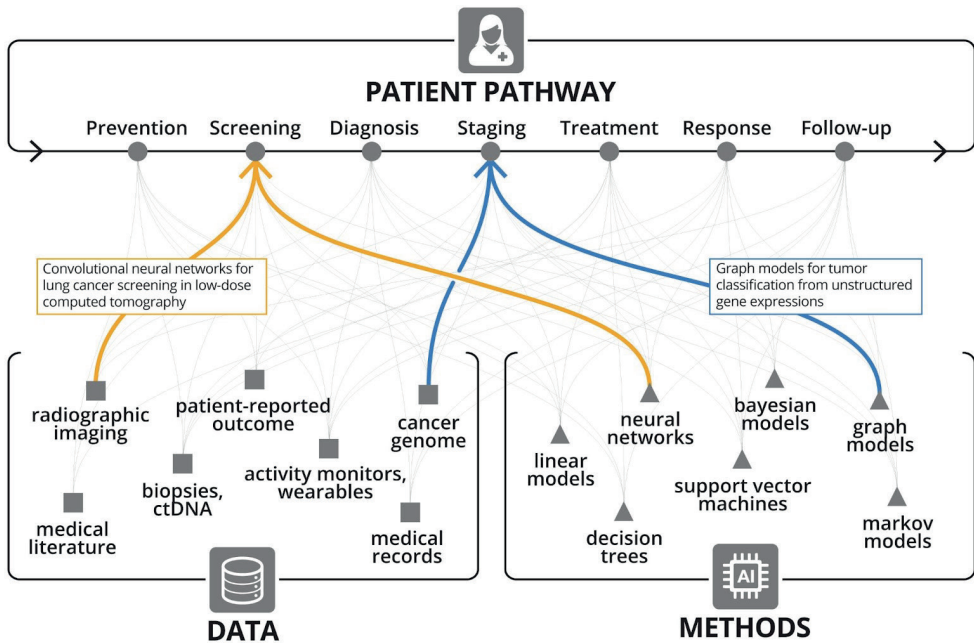 PATIENT PATHWAY
Prevention
Screening
Diagnosis
Staging
Treatment
Response
Follow-up
Convolutional neural networks for
lung cancer screening in low-dose
computed tomography
Graph models for tumor
classification from unstructured
gene expressions
radiographic
imaging
patient-reported
outcome
cancer
genome
medical
literature
biopsies,
ctDNA
activity monitors,
wearables
medical
records
DATA
neural
networks
bayesian
models
graph
models
linear
models
support vector
machines
decision
trees
markov
models
AI
METHODS